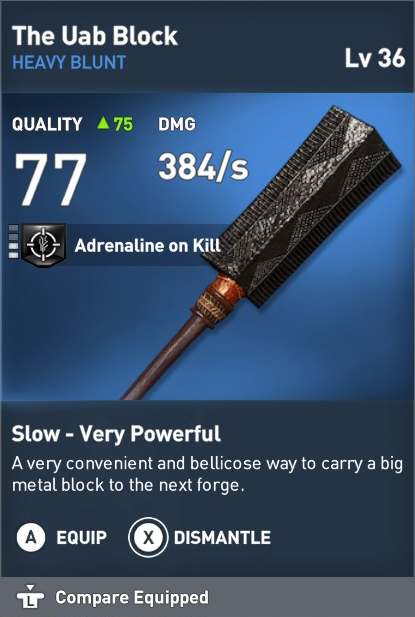 The Uab Block
HEAVY BLUNT
Lv 36
QUALITY ▲ 75 DMG
77 384/s
Adrenaline on Kill
Slow - Very Powerful
A very convenient and bellicose way to carry a big
metal block to the next forge.
A EQUIP X DISMANTLE
L Compare Equipped